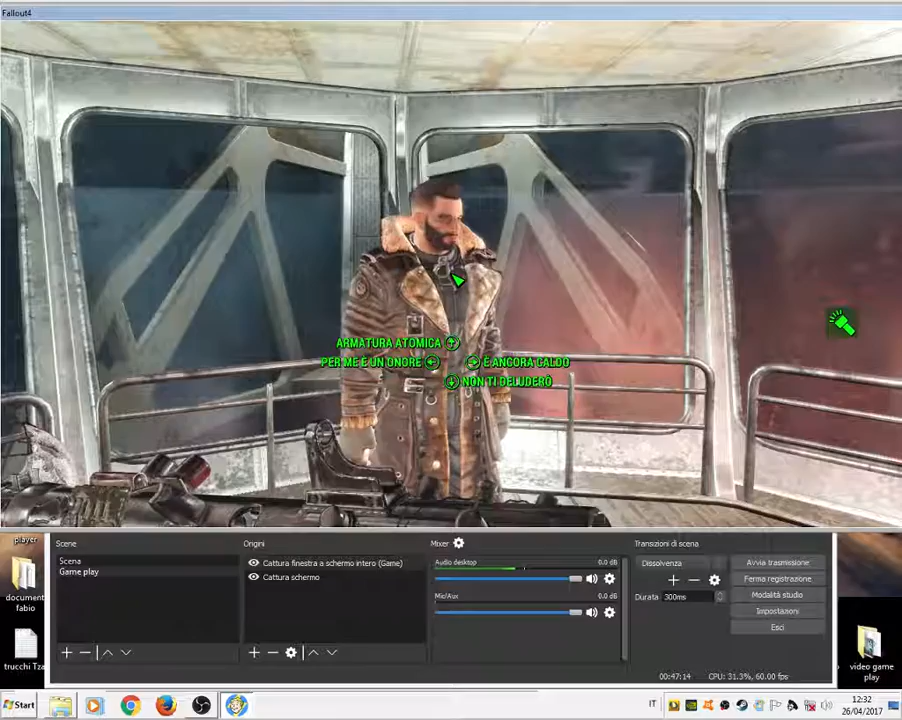 Fallout4
ARMATURA ATOMICA
PER ME È UN ONORE
È ANCORA CALDO
NON TI DELUDERÒ
player
document
fabio
trucchi Tza
Scene
Scena
Game play
Origini
Cattura finestra a schermo intero (Game)
Cattura schermo
Mixer
Audio desktop
0.0 dB
Mic/Aux
0.0 dB
Transizioni di scena
Dissolvenza
Durata
300ms
Avvia trasmissione
Ferma registrazione
Modalità studio
Impostazioni
Esci
00:47:14
CPU: 31.3%, 60.00 fps
video game
play
Start
IT
12:32
26/04/2017